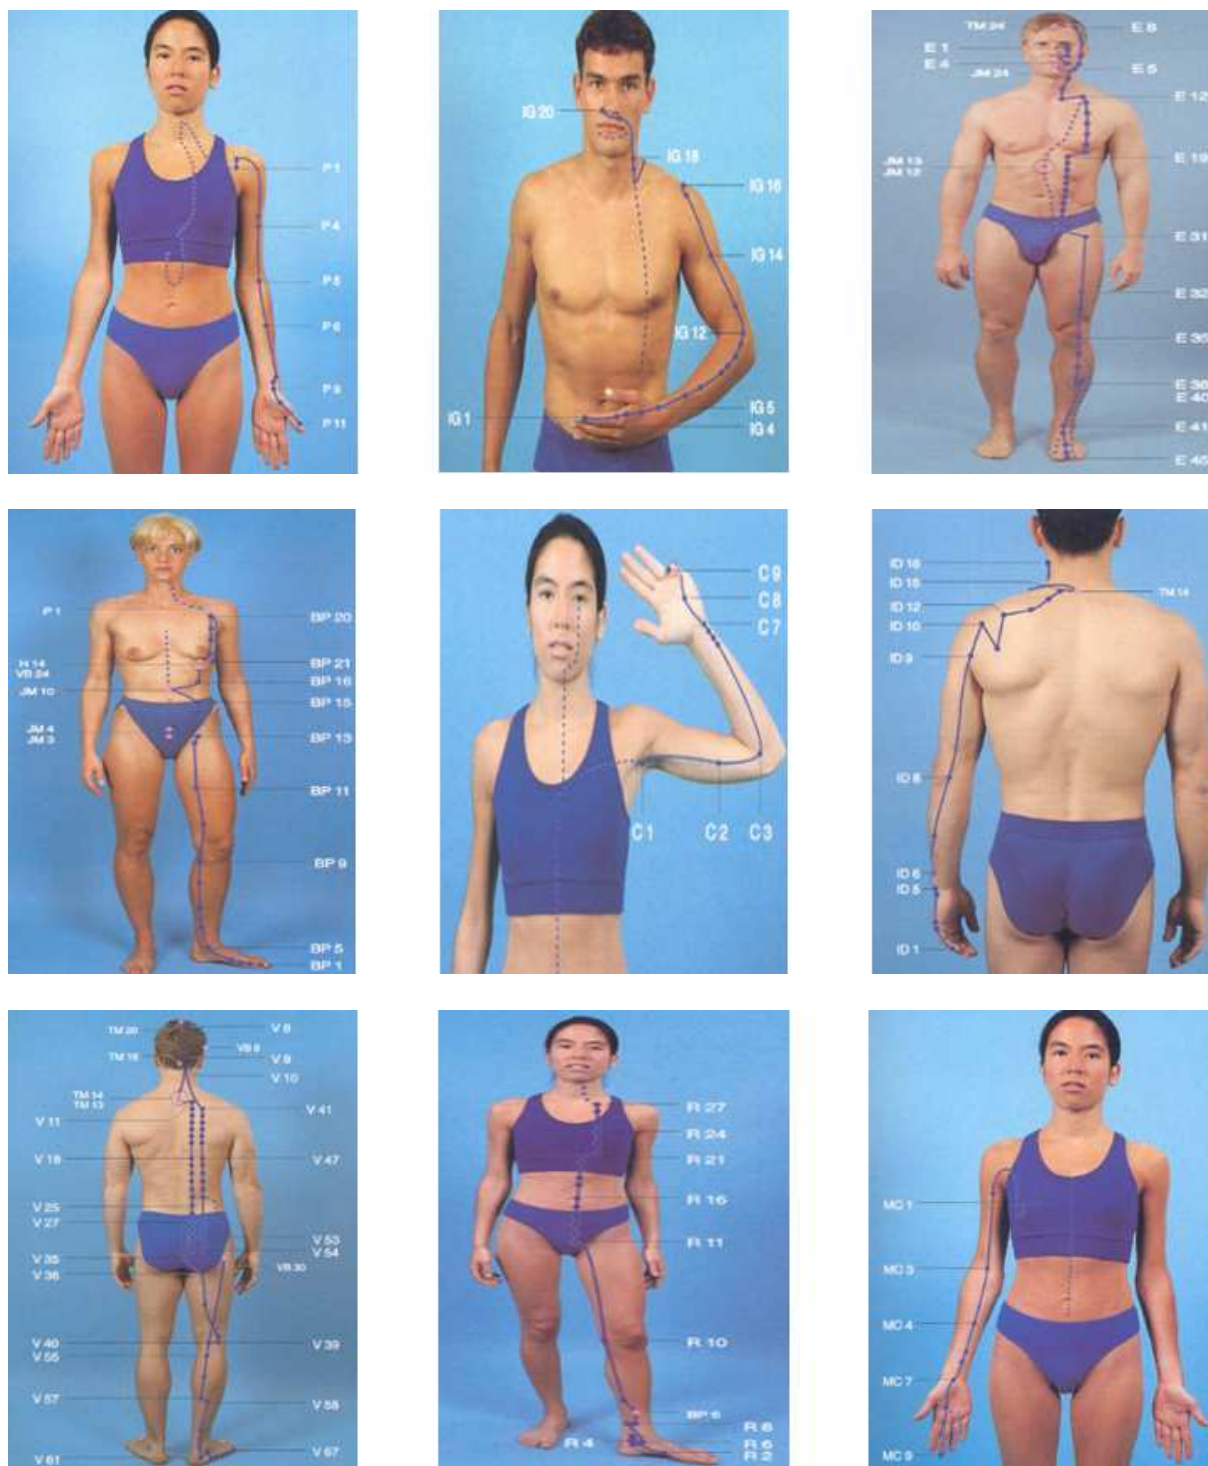 P 1
P 4
P 5
P 6
P 9
P 11
IG 20
IG 18
IG 16
IG 14
IG 12
IG 1
IG 5
IG 4
TM 24
E 8
E 1
E 4
JM 24
E 5
E 12
JM 13
JM 12
E 19
E 31
E 32
E 35
E 36
E 40
E 41
E 45
P 1
BP 20
H 14
VB 24
JM 10
BP 21
BP 16
BP 15
JM 4
JM 3
BP 13
BP 11
BP 9
BP 5
BP 1
C 9
C 8
C 7
C 1
C 2
C 3
ID 16
ID 15
TM 14
ID 12
ID 10
ID 9
ID 8
ID 6
ID 5
ID 1
TM 20
V 8
VB 8
TM 16
V 9
V 10
TM 14
TM 13
V 41
V 11
V 18
V 47
V 25
V 27
V 53
V 54
V 35
V 36
VB 30
V 40
V 39
V 55
V 57
V 58
V 61
V 67
R 27
R 24
R 21
R 16
R 11
R 10
BP 6
R 8
R 4
R 6
R 2
MC 1
MC 3
MC 4
MC 7
MC 9